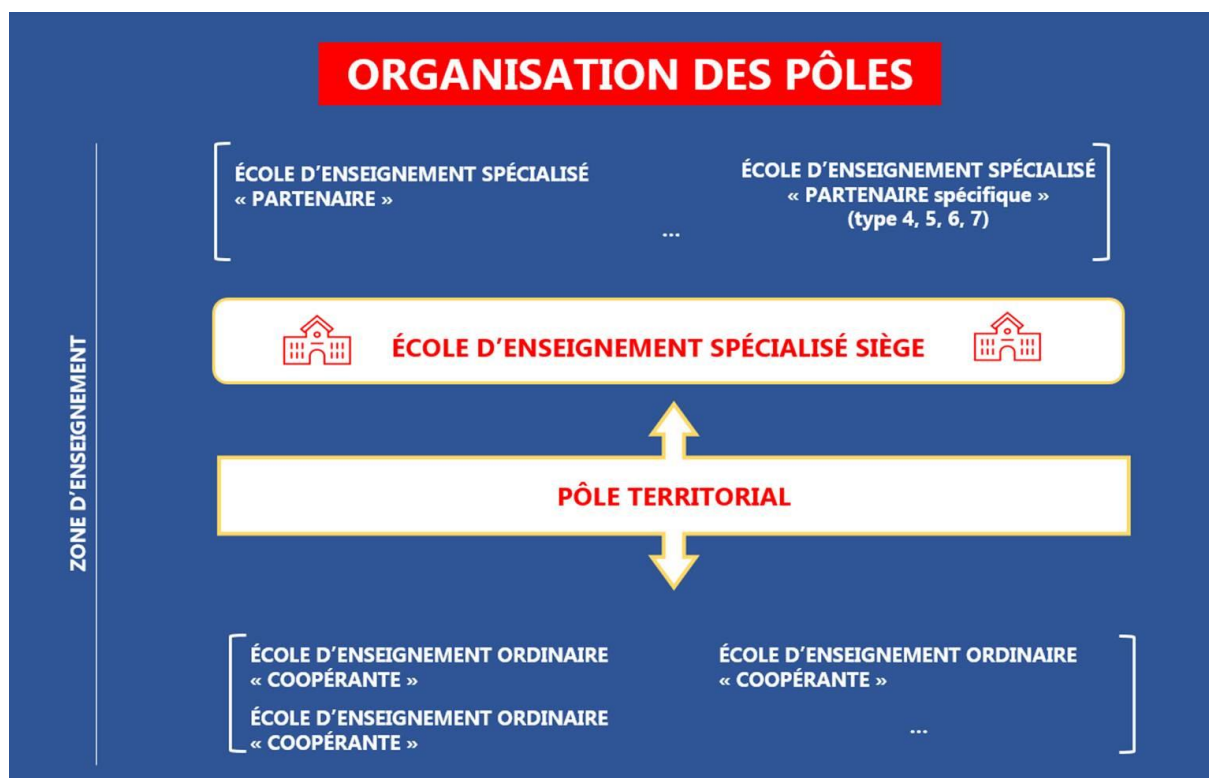 ORGANISATION DES PÔLES
ÉCOLE D’ENSEIGNEMENT SPÉCIALISÉ
« PARTENAIRE »
...
ÉCOLE D’ENSEIGNEMENT SPÉCIALISÉ
« PARTENAIRE spécifique »
(type 4, 5, 6, 7)
ÉCOLE D’ENSEIGNEMENT SPÉCIALISÉ SIÈGE
ZONE D’ENSEIGNEMENT
PÔLE TERRITORIAL
ÉCOLE D’ENSEIGNEMENT ORDINAIRE
« COOPÉRANTE »
ÉCOLE D’ENSEIGNEMENT ORDINAIRE
« COOPÉRANTE »
ÉCOLE D’ENSEIGNEMENT ORDINAIRE
« COOPÉRANTE »
...